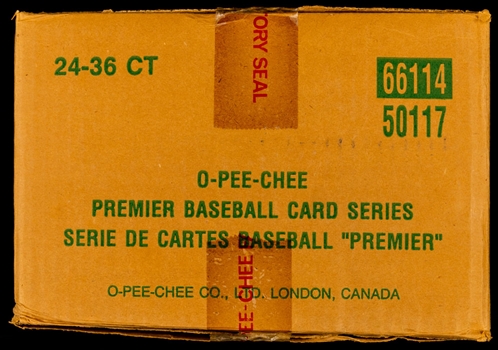 ORY SEAL
24-36 CT
66114
50117
O-PEE-CHEE
PREMIER BASEBALL CARD SERIES
SERIE DE CARTES BASEBALL "PREMIER"
O-PEE-CHEE CO., LTD. LONDON, CANADA
EE-CHEE